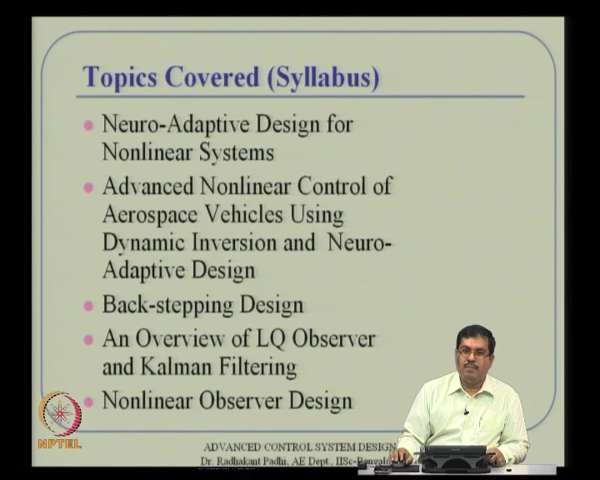 Topics Covered (Syllabus)
Neuro-Adaptive Design for
Nonlinear Systems
Advanced Nonlinear Control of
Aerospace Vehicles Using
Dynamic Inversion and Neuro-
Adaptive Design
Back-stepping Design
An Overview of LQ Observer
and Kalman Filtering
Nonlinear Observer Design
NPTEL
ADVANCED CONTROL SYSTEM DESIGN
Dr. Radhakant Padhi, AE Dept., IISc-Bangalore